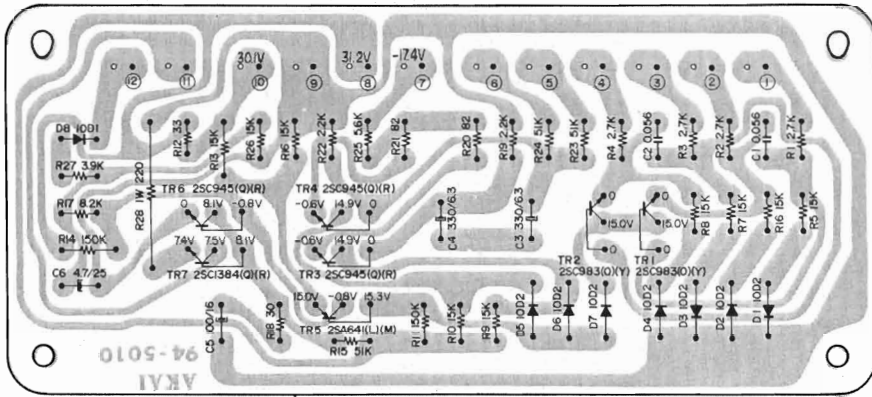 30.1V 31.2V -17.4V
12 11 10 9 8 7 6 5 4 3 2 1
D8 10D1
R27 3.9K
R17 8.2K
R14 150K
C6 4.7/25
R28 1W 220
R12 33
R13 15K
R26 15K
R16 15K
R22 2.2K
R25 5.6K
R21 82
R20 82
R19 2.2K
R24 51K
R23 51K
R4 2.7K
C2 0.056
R3 2.7K
R2 2.7K
C1 0.056
R1 2.7K
TR6 2SC945(Q)(R)
0 8.1V -0.8V
7.4V 7.5V 8.1V
TR7 2SC1384(Q)(R)
TR4 2SC945(Q)(R)
-0.6V 14.9V 0
-0.6V 14.9V 0
TR3 2SC945(Q)(R)
C4 330/6.3
C3 330/6.3
0 15.0V 0
TR2 2SC983(O)(Y)
0 15.0V 0
TR1 2SC983(O)(Y)
R8 15K
R7 15K
R16 15K
R5 15K
C5 100/16
R18 30
15.0V -0.8V 15.3V
TR5 2SA641(L)(M)
R15 51K
R11 150K
R10 15K
R9 15K
D5 10D2
D6 10D2
D7 10D2
D4 10D2
D3 10D2
D2 10D2
D1 10D2
94-5010
AKAI